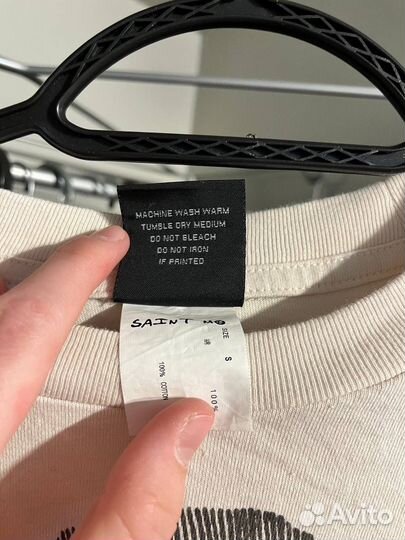 MACHINE WASH WARM
TUMBLE DRY MEDIUM
DO NOT BLEACH
DO NOT IRON
IF PRINTED
SAINT M
SIZE S
100% COTTON
100%
Avito